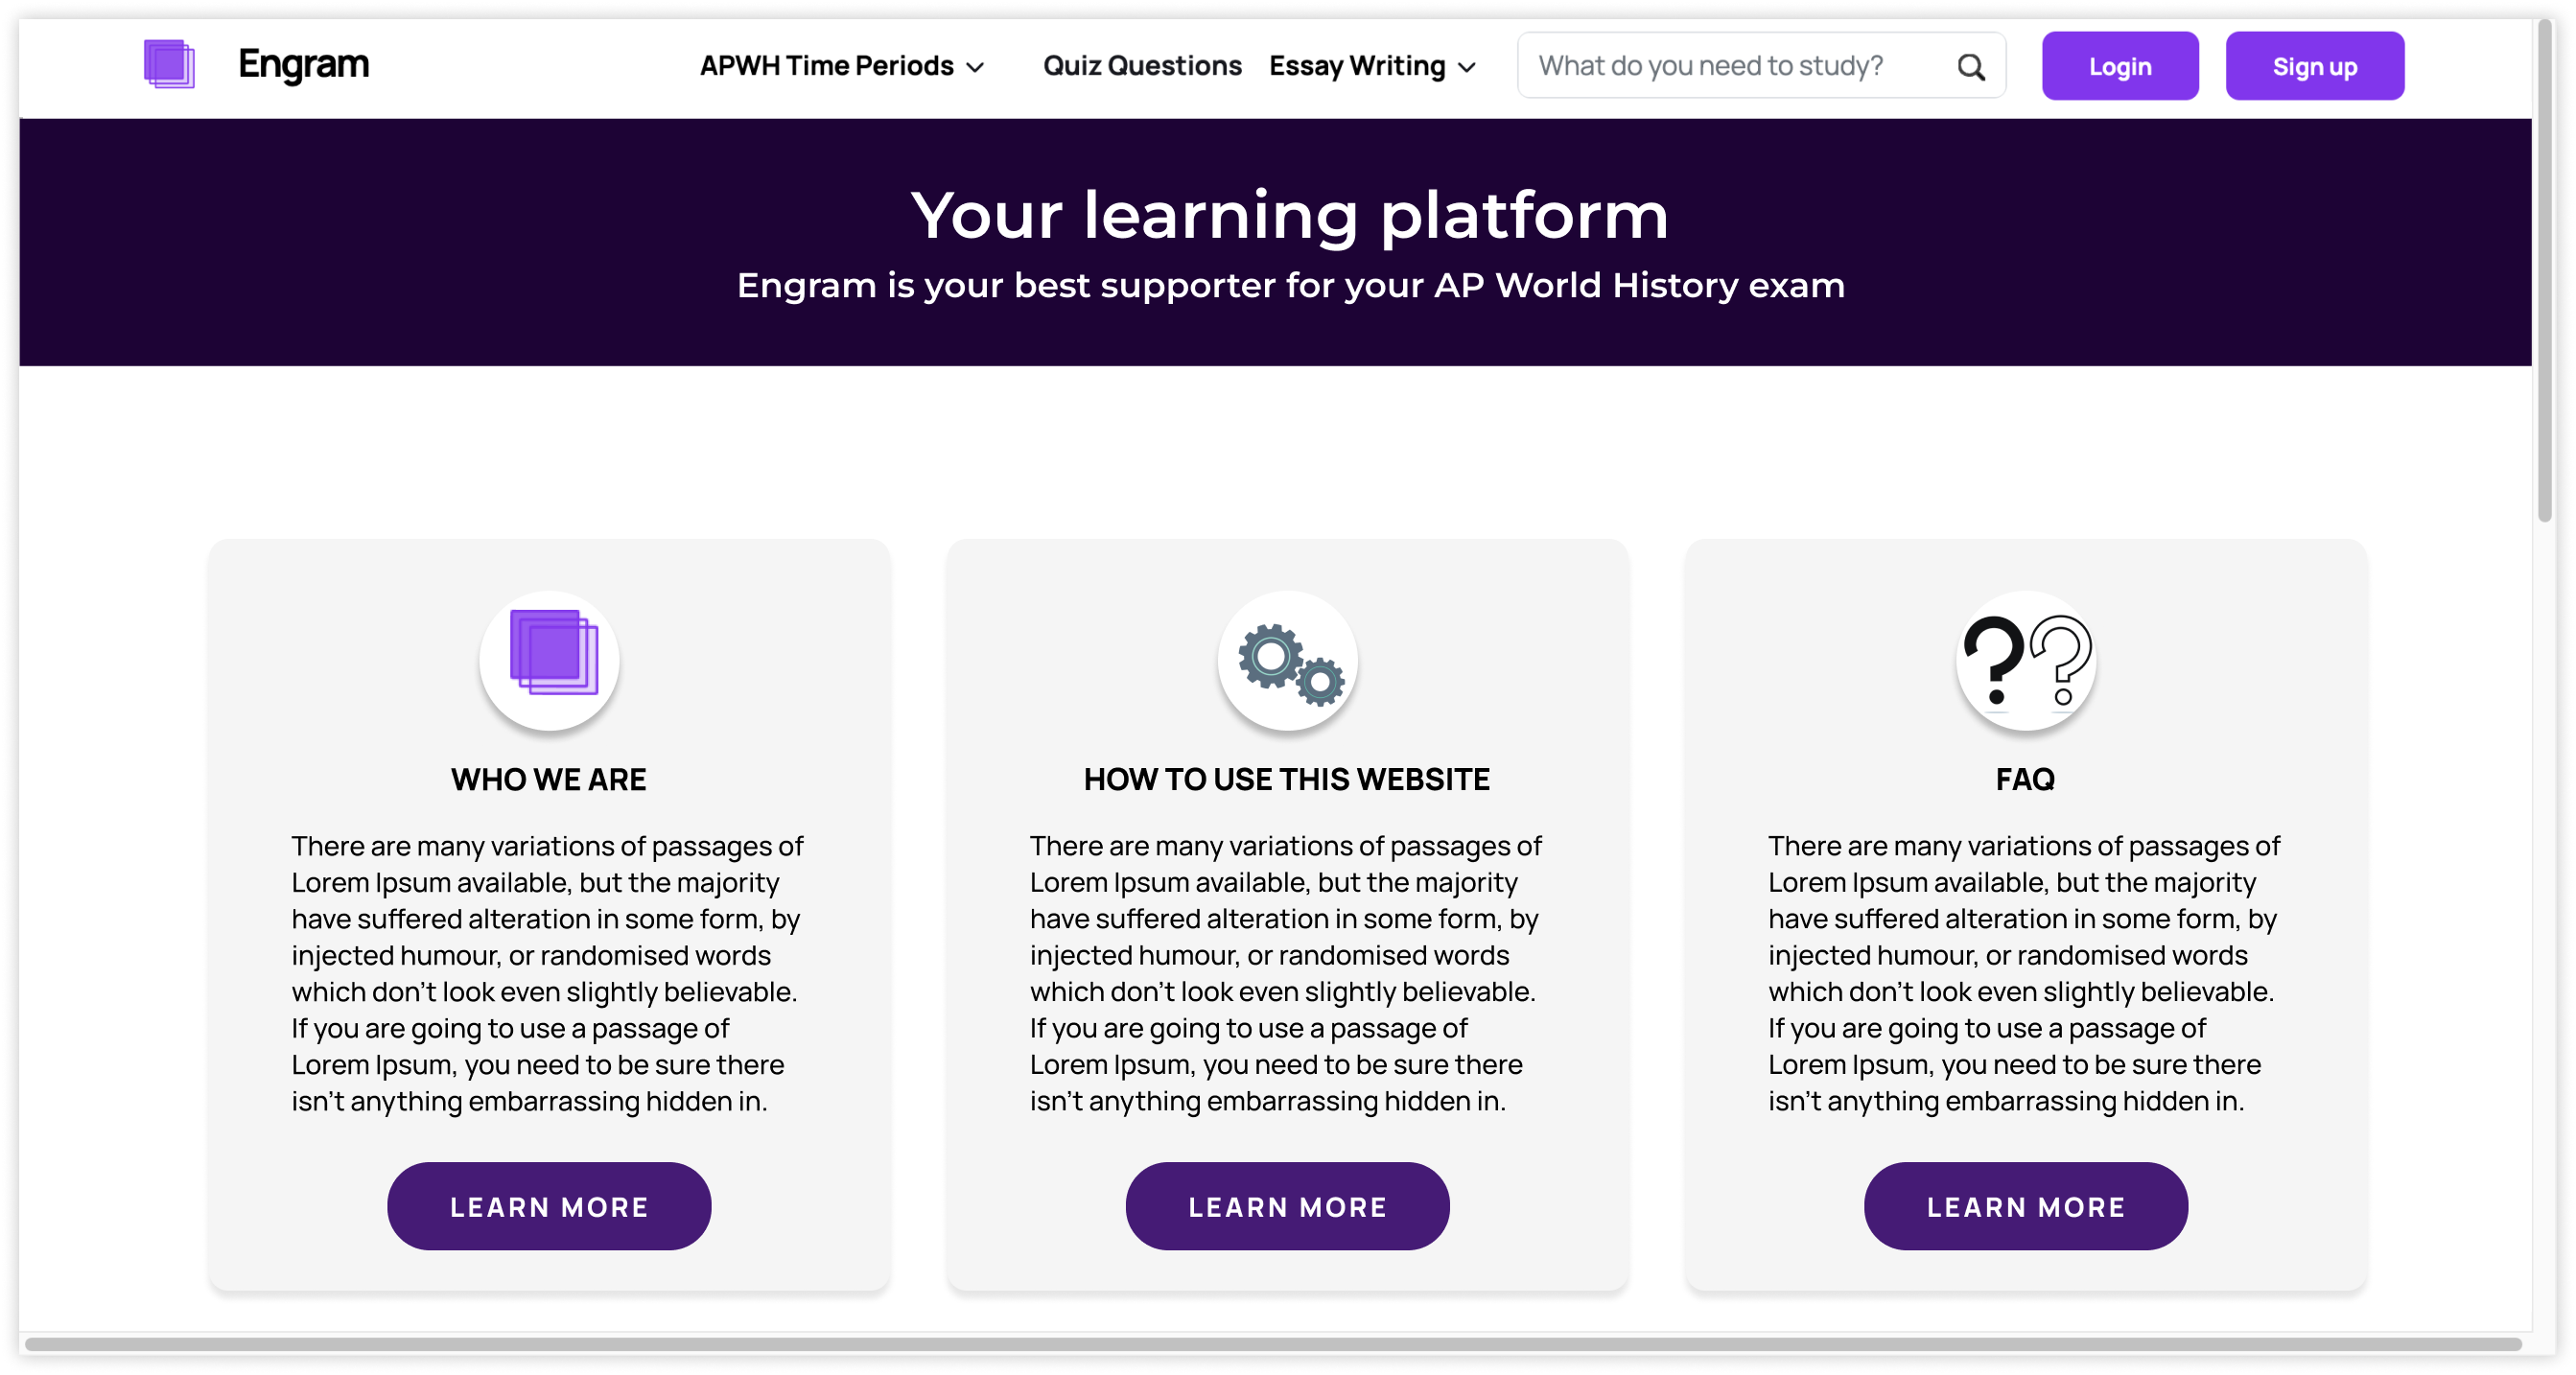 Engram
APWH Time Periods
Quiz Questions
Essay Writing
What do you need to study?
Login
Sign up
Your learning platform
Engram is your best supporter for your AP World History exam
WHO WE ARE
There are many variations of passages of
Lorem Ipsum available, but the majority
have suffered alteration in some form, by
injected humour, or randomised words
which don't look even slightly believable.
If you are going to use a passage of
Lorem Ipsum, you need to be sure there
isn't anything embarrassing hidden in.
LEARN MORE
HOW TO USE THIS WEBSITE
There are many variations of passages of
Lorem Ipsum available, but the majority
have suffered alteration in some form, by
injected humour, or randomised words
which don't look even slightly believable.
If you are going to use a passage of
Lorem Ipsum, you need to be sure there
isn't anything embarrassing hidden in.
LEARN MORE
??
FAQ
There are many variations of passages of
Lorem Ipsum available, but the majority
have suffered alteration in some form, by
injected humour, or randomised words
which don't look even slightly believable.
If you are going to use a passage of
Lorem Ipsum, you need to be sure there
isn't anything embarrassing hidden in.
LEARN MORE